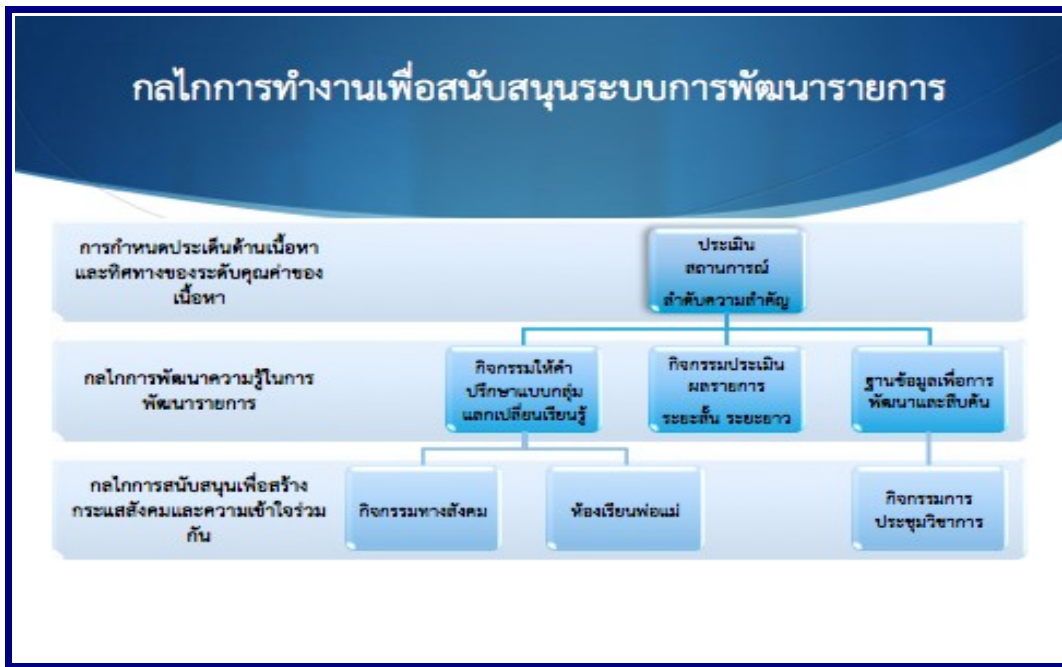 กลไกการทำงานเพื่อสนับสนุนระบบการพัฒนารายการ
การกำหนดประเด็นด้านเนื้อหา
และทิศทางของระดับคุณค่าของ
เนื้อหา
ประเมิน
สถานการณ์
ลำดับความสำคัญ
กลไกการพัฒนาความรู้ในการ
พัฒนารายการ
กิจกรรมให้คำ
ปรึกษาแบบกลุ่ม
แลกเปลี่ยนเรียนรู้
กิจกรรมประเมิน
ผลรายการ
ระยะสั้น ระยะยาว
ฐานข้อมูลเพื่อการ
พัฒนาและสืบค้น
กลไกการสนับสนุนเพื่อสร้าง
กระแสสังคมและความเข้าใจร่วม
กัน
กิจกรรมทางสังคม
ห้องเรียนพ่อแม่
กิจกรรมการ
ประชุมวิชาการ